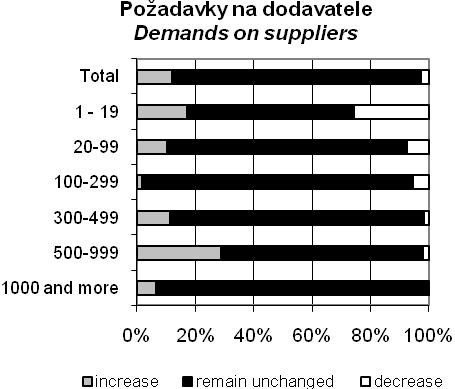 Požadavky na dodavatele
Demands on suppliers
Total
1 - 19
20-99
100-299
300-499
500-999
1000 and more
0% 20% 40% 60% 80% 100%
increase remain unchanged decrease